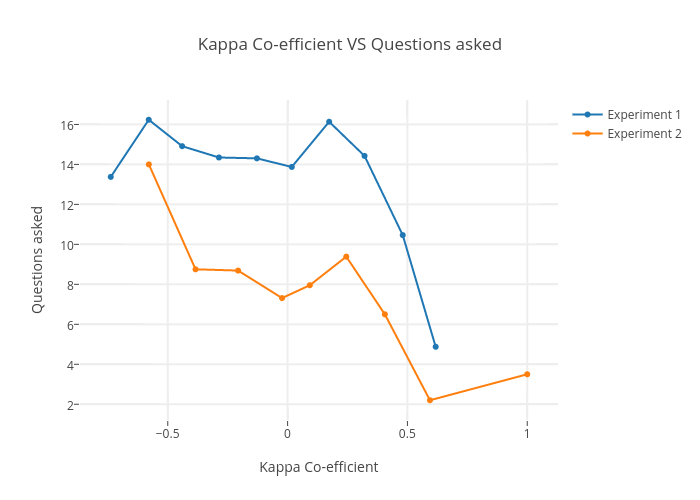 Kappa Co-efficient VS Questions asked
Experiment 1
Experiment 2
16
14
12
10
8
6
4
2
Questions asked
−0.5
0
0.5
1
Kappa Co-efficient